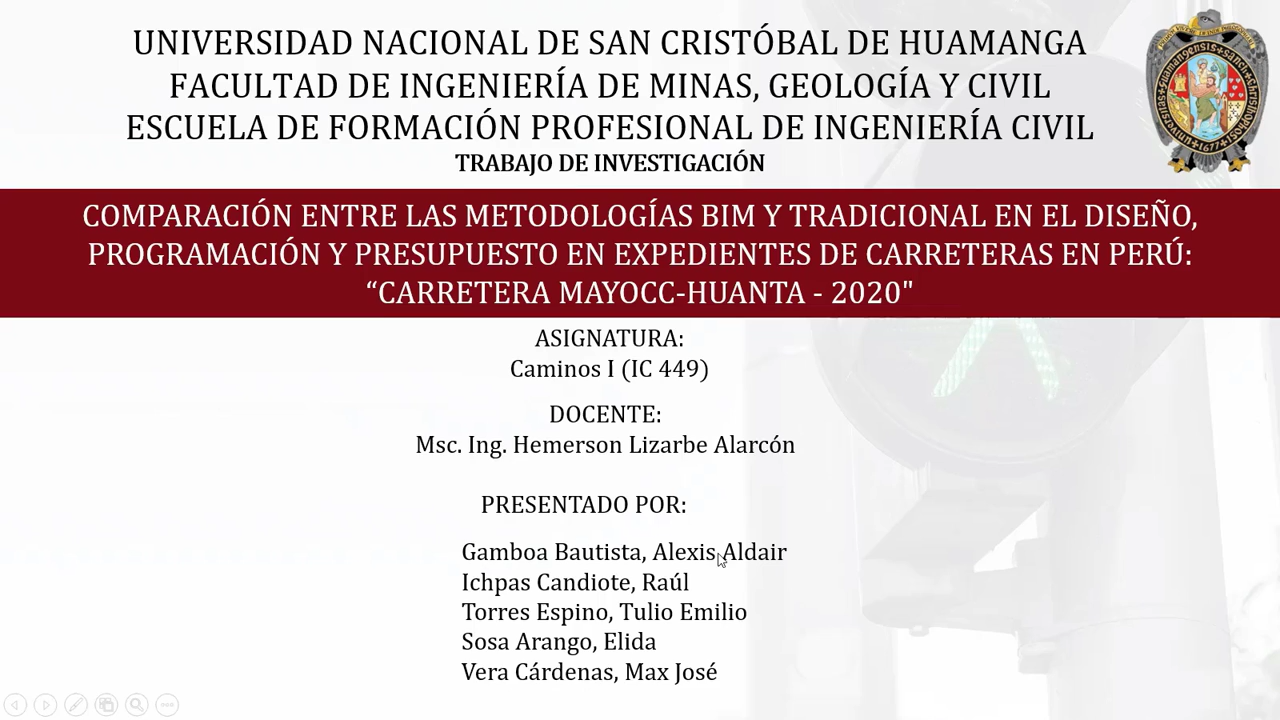 UNIVERSIDAD NACIONAL DE SAN CRISTÓBAL DE HUAMANGA
FACULTAD DE INGENIERÍA DE MINAS, GEOLOGÍA Y CIVIL
ESCUELA DE FORMACIÓN PROFESIONAL DE INGENIERÍA CIVIL
TRABAJO DE INVESTIGACIÓN
COMPARACIÓN ENTRE LAS METODOLOGÍAS BIM Y TRADICIONAL EN EL DISEÑO,
PROGRAMACIÓN Y PRESUPUESTO EN EXPEDIENTES DE CARRETERAS EN PERÚ:
“CARRETERA MAYOCC-HUANTA - 2020"
ASIGNATURA:
Caminos I (IC 449)
DOCENTE:
Msc. Ing. Hemerson Lizarbe Alarcón
PRESENTADO POR:
Gamboa Bautista, Alexis Aldair
Ichpas Candiote, Raúl
Torres Espino, Tulio Emilio
Sosa Arango, Elida
Vera Cárdenas, Max José
1677